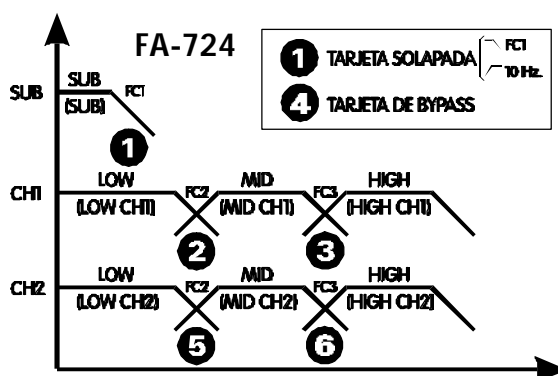 FA-724
1 TARJETA SOLAPADA FC1
10 Hz.
4 TARJETA DE BYPASS
SUB SUB FC1
(SUB)
1
CH1 LOW FC2 MID FC3 HIGH
(LOW CH1) (MID CH1) (HIGH CH1)
2 3
CH2 LOW FC2 MID FC3 HIGH
(LOW CH2) (MID CH2) (HIGH CH2)
5 6